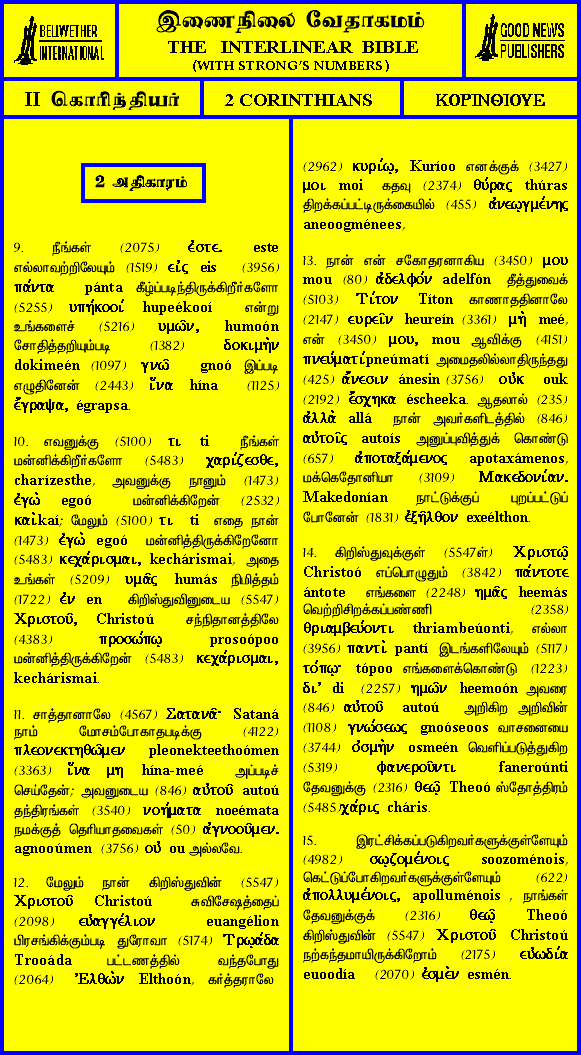 BELLWETHER
INTERNATIONAL
இணைநிலை வேதாகமம்
THE INTERLINEAR BIBLE
(WITH STRONG'S NUMBERS)
GOOD NEWS
PUBLISHERS
II கொரிந்தியர்
2 CORINTHIANS
ΚΟΡΙΝΘΙΟΥΕ
2 அதிகாரம்
9. நீங்கள் (2075) ἐστε. este
எல்லாவற்றிலேயும் (1519) εἰς eis (3956)
πάντα pánta கீழ்ப்படிந்திருக்கிறீர்களோ
(5255) υπήκοοί hupeékooí என்று
உங்களைச் (5216) υμῶν, humoón
சோதித்தறியும்படி (1382) δοκιμὴν
dokimeén (1097) γνῶ gnoó இப்படி
எழுதினேன் (2443) ἵνα hína (1125)
ἔγραψα, égrapsa.
10. எவனுக்கு (5100) τι ti நீங்கள்
மன்னிக்கிறீர்களோ (5483) χαρίζεσθε,
charízesthe, அவனுக்கு நானும் (1473)
ἐγὼ egoó மன்னிக்கிறேன் (2532)
καὶ kaí; மேலும் (5100) τι ti எதை நான்
(1473) ἐγὼ egoó மன்னித்திருக்கிறேனோ
(5483) κεχάρισμαι, kechárismai, அதை
உங்கள் (5209) υμᾶς humás நிமித்தம்
(1722) ἐν en கிறிஸ்துவினுடைய (5547)
Χριστοῦ, Christoú சந்நிதானத்திலே
(4383) προσώπῳ prosoópoo
மன்னித்திருக்கிறேன் (5483) κεχάρισμαι,
kechárismai.
11. சாத்தானாலே (4567) Σατανᾶ· Sataná
நாம் மோசம்போகாதபடிக்கு (4122)
πλεονεκτηθῶμεν pleonekteethoómen
(3363) ἵνα μη hína-meé அப்படிச்
செய்தேன்; அவனுடைய (846) αὐτοῦ autoú
தந்திரங்கள் (3540) νοήματα noeémata
நமக்குத் தெரியாதவைகள் (50) ἀγνοοῦμεν.
agnooúmen (3756) οὐ ou அல்லவே.
12. மேலும் நான் கிறிஸ்துவின் (5547)
Χριστοῦ Christoú சுவிசேஷத்தைப்
(2098) εὐαγγέλιον euangélion
பிரசங்கிக்கும்படி துரோவா (5174) Τρῳάδα
Trooáda பட்டணத்தில் வந்தபோது
(2064) Ἐλθὼν Elthoón, கர்த்தராலே
(2962) κυρίῳ, Kuríoo எனக்குக் (3427)
μοι moi கதவு (2374) θύρας thúras
திறக்கப்பட்டிருக்கையில் (455) ἀνεῳγμένης
aneoogménees,
13. நான் என் சகோதரனாகிய (3450) μου
mou (80) ἀδελφόν adelfón தீத்துவைக்
(5103) Τίτον Títon காணாததினாலே
(2147) ευρεῖν heureín (3361) μὴ meé,
என் (3450) μου, mou ஆவிக்கு (4151)
πνεύματί pneúmatí அமைதலில்லாதிருந்தது
(425) ἄνεσιν ánesin (3756) οὐκ ouk
(2192) ἔσχηκα éscheeka. ஆதலால் (235)
ἀλλὰ allá நான் அவர்களிடத்தில் (846)
αὐτοῖς autoís அனுப்புவித்துக் கொண்டு
(657) ἀποταξάμενος apotaxámenos,
மக்கெதோனியா (3109) Μακεδονίαν.
Makedonían நாட்டுக்குப் புறப்பட்டுப்
போனேன் (1831) ἐξῆλθον exeélthon.
14. கிறிஸ்துவுக்குள் (5547ள்) Χριστῷ
Christoó எப்பொழுதும் (3842) πάντοτε
ántote எங்களை (2248) ημᾶς heemás
வெற்றிசிறக்கப்பண்ணி (2358)
θριαμβεύοντι thriambeúonti, எல்லா
(3956) παντὶ pantí இடங்களிலேயும் (5117)
τόπῳ· tópoo எங்களைக்கொண்டு (1223)
δι’ di (2257) ημῶν heemoón அவரை
(846) αὐτοῦ autoú அறிகிற அறிவின்
(1108) γνώσεως gnoóseoos வாசனையை
(3744) ὀσμὴν osmeén வெளிப்படுத்துகிற
(5319) φανεροῦντι faneroúnti
தேவனுக்கு (2316) θεῷ Theoó ஸ்தோத்திரம்
(5485) χάρις cháris.
15. இரட்சிக்கப்படுகிறவர்களுக்குள்ளேயும்
(4982) σῳζομένοις soozoménois,
கெட்டுப்போகிறவர்களுக்குள்ளேயும் (622)
ἀπολλυμένοις, apolluménois , நாங்கள்
தேவனுக்குக் (2316) θεῷ Theoó
கிறிஸ்துவின் (5547) Χριστοῦ Christoú
நற்கந்தமாயிருக்கிறோம் (2175) εὐωδία
euoodía (2070) ἐσμὲν esmén.